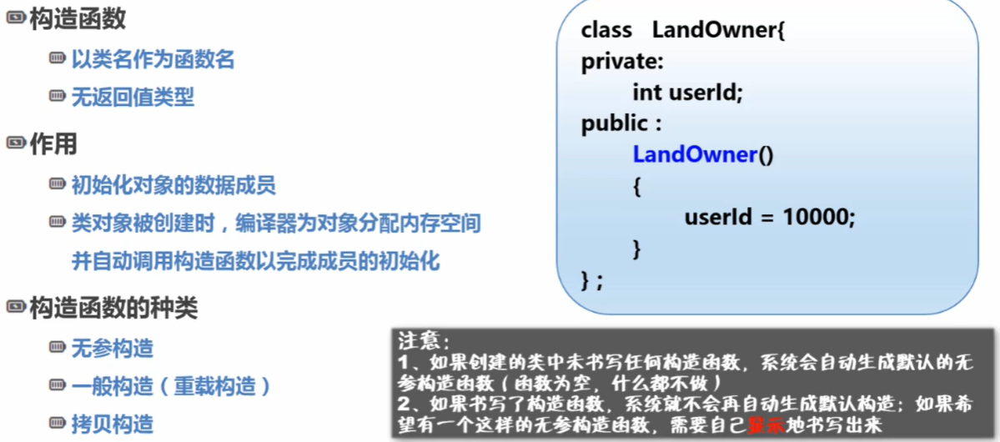 构造函数
以类名作为函数名
无返回值类型
作用
初始化对象的数据成员
类对象被创建时，编译器为对象分配内存空间
并自动调用构造函数以完成成员的初始化
构造函数的种类
无参构造
一般构造（重载构造）
拷贝构造
class LandOwner{
private:
int userId;
public :
LandOwner()
{
userId = 10000;
}
} ;
注意：
1、如果创建的类中未书写任何构造函数，系统会自动生成默认的无
参构造函数（函数为空，什么都不做）
2、如果书写了构造函数，系统就不会再自动生成默认构造；如果希
望有一个这样的无参构造函数，需要自己显示地书写出来